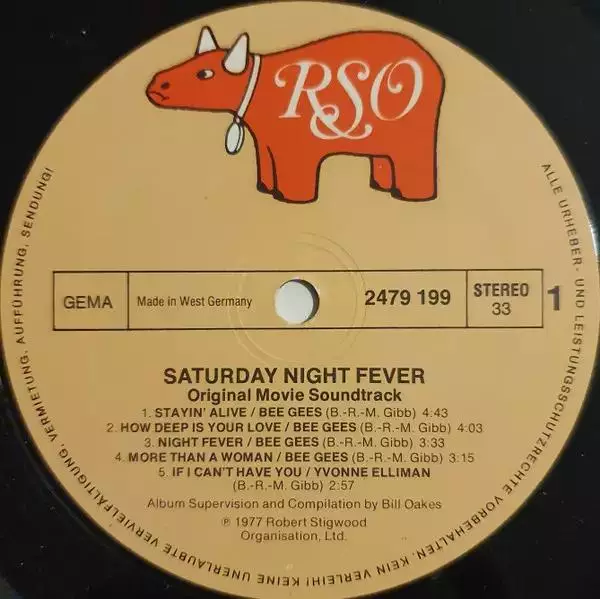 RSO
GEMA
Made in West Germany
2479 199
STEREO
33
1
SATURDAY NIGHT FEVER
Original Movie Soundtrack
1. STAYIN' ALIVE / BEE GEES (B.-R.-M. Gibb) 4:43
2. HOW DEEP IS YOUR LOVE / BEE GEES (B.-R.-M. Gibb) 4:03
3. NIGHT FEVER / BEE GEES (B.-R.-M. Gibb) 3:33
4. MORE THAN A WOMAN / BEE GEES (B.-R.-M. Gibb) 3:15
5. IF I CAN'T HAVE YOU / YVONNE ELLIMAN
(B.-R.-M. Gibb) 2:57
Album Supervision and Compilation by Bill Oakes
℗ 1977 Robert Stigwood
Organisation, Ltd.
ALLE URHEBER- UND LEISTUNGSSCHUTZRECHTE VORBEHALTEN. KEIN VERLEIH! KEINE UNERLAUBTE VERVIELFÄLTIGUNG, VERMIETUNG, AUFFÜHRUNG, SENDUNG!